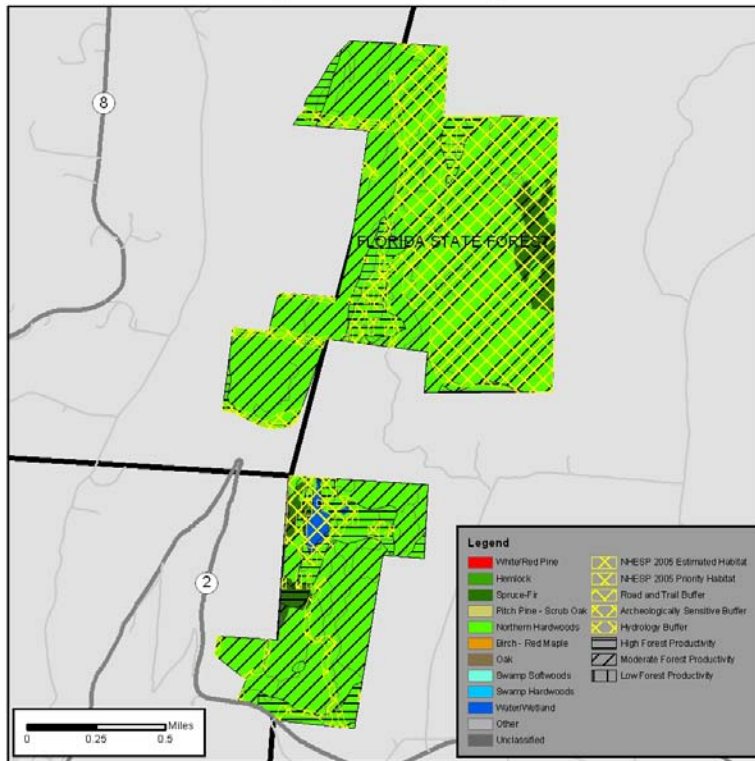 8
FLORIDA STATE FOREST
2
Legend
White/Red Pine
Hemlock
Spruce-Fir
Pitch Pine - Scrub Oak
Northern Hardwoods
Birch - Red Maple
Oak
Swamp Softwoods
Swamp Hardwoods
Water/Wetland
Other
Unclassified
NHESP 2005 Estimated Habitat
NHESP 2005 Priority Habitat
Road and Trail Buffer
Archeologically Sensitive Buffer
Hydrology Buffer
High Forest Productivity
Moderate Forest Productivity
Low Forest Productivity
Miles
0 0.25 0.5